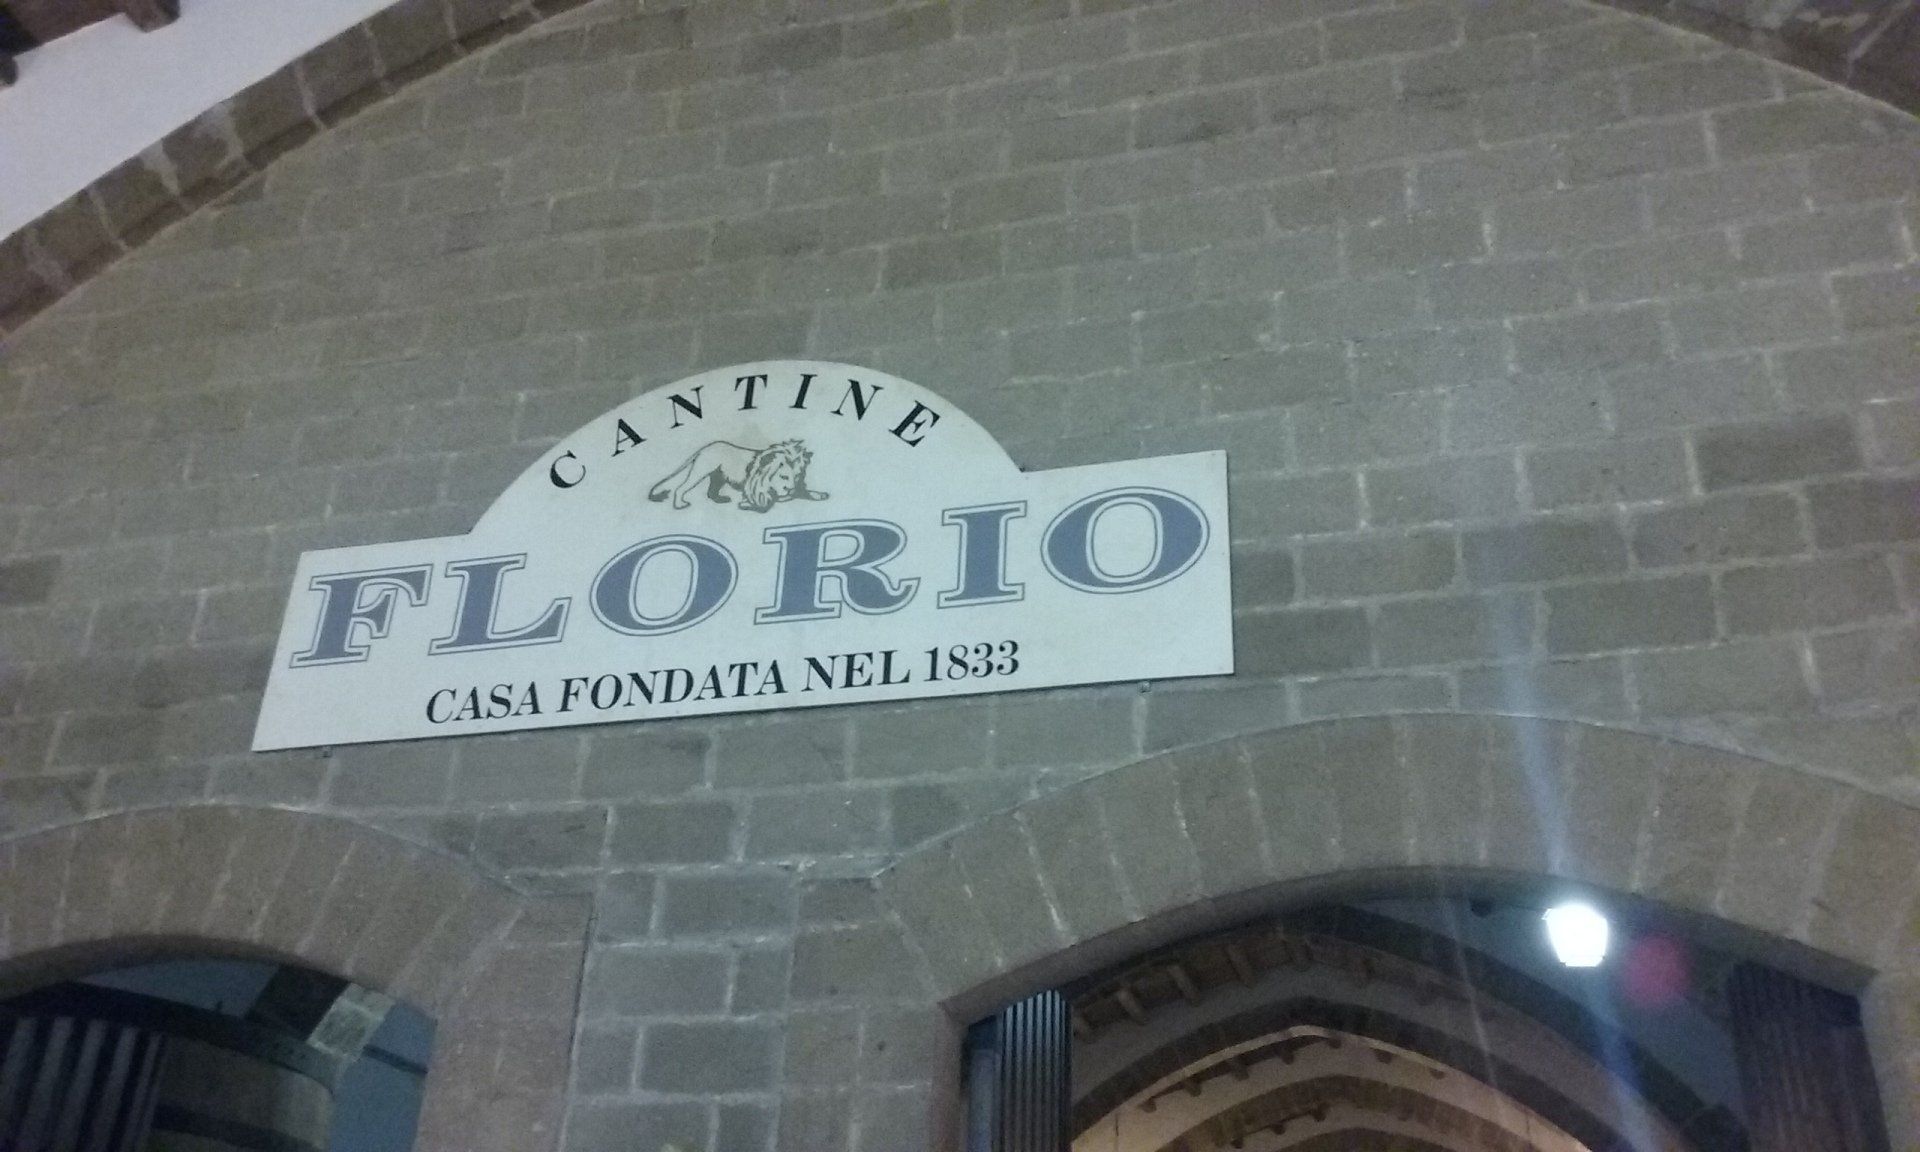 CANTINE
FLORIO
CASA FONDATA NEL 1833